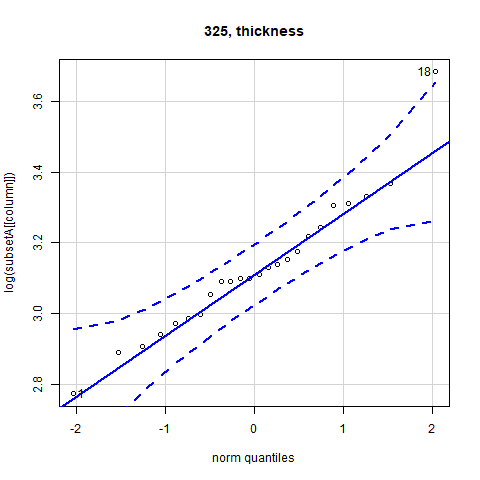 325, thickness
18
3.6
3.4
3.2
3.0
2.8
log(subsetA[[column]])
1
-2 -1 0 1 2
norm quantiles